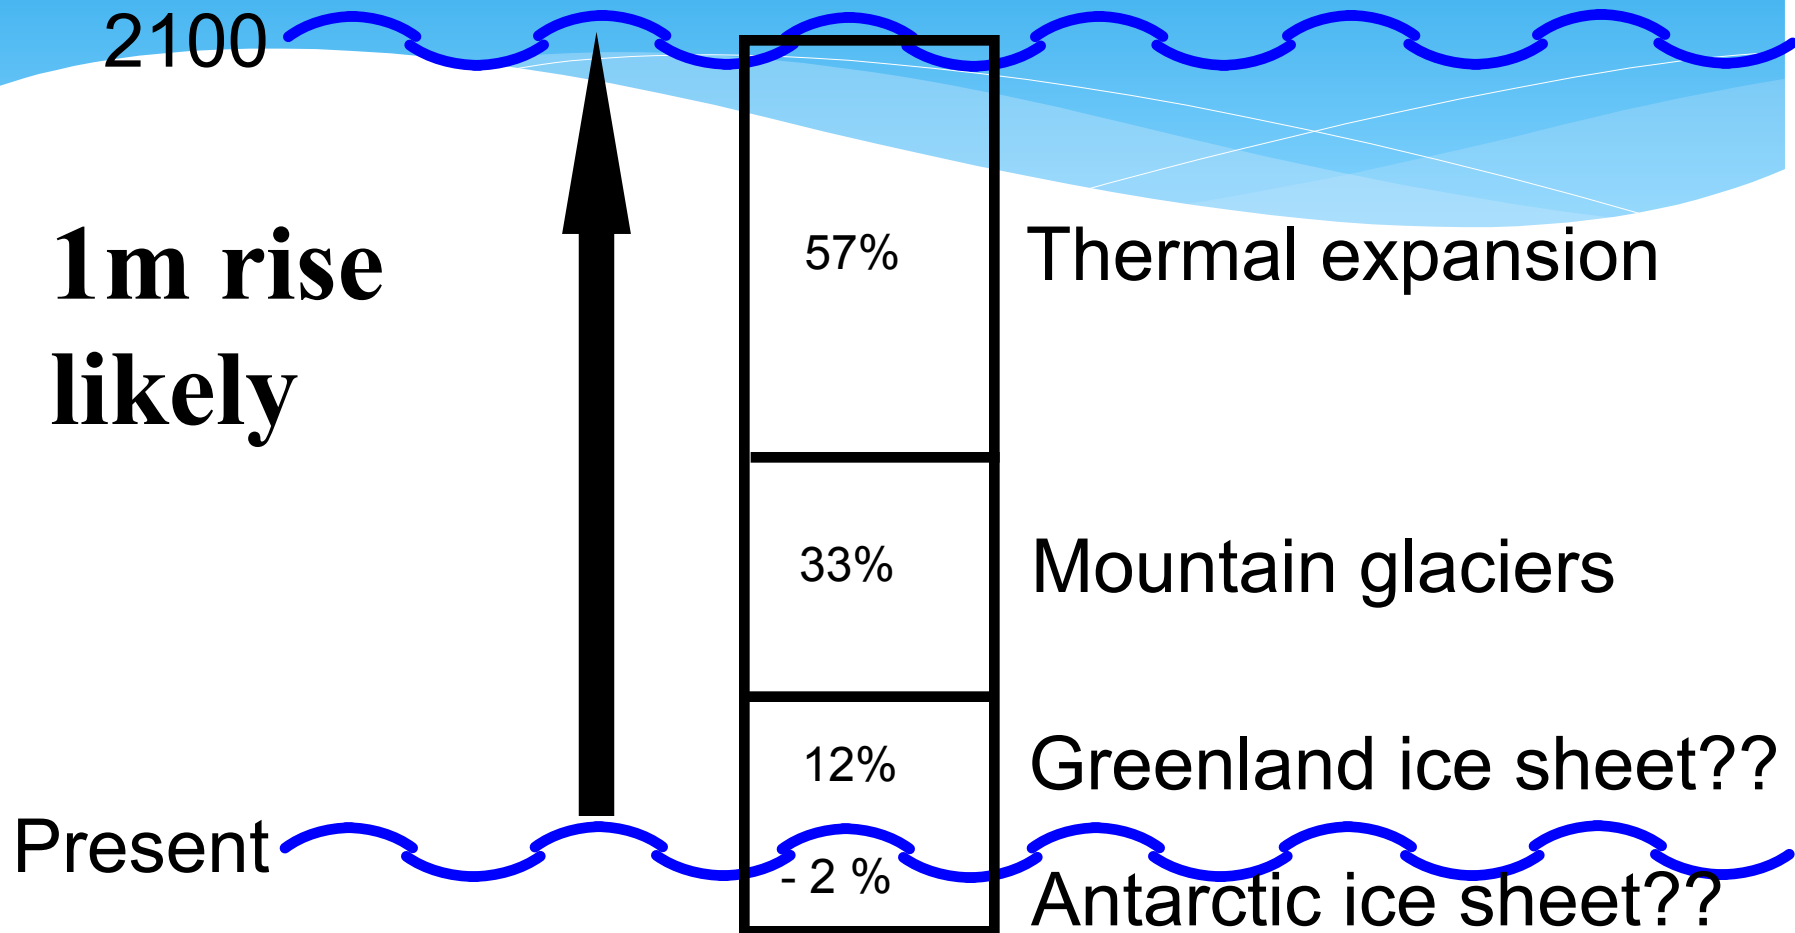 2100
1m rise
likely
57%
Thermal expansion
33%
Mountain glaciers
12%
Greenland ice sheet??
Present
- 2 %
Antarctic ice sheet??